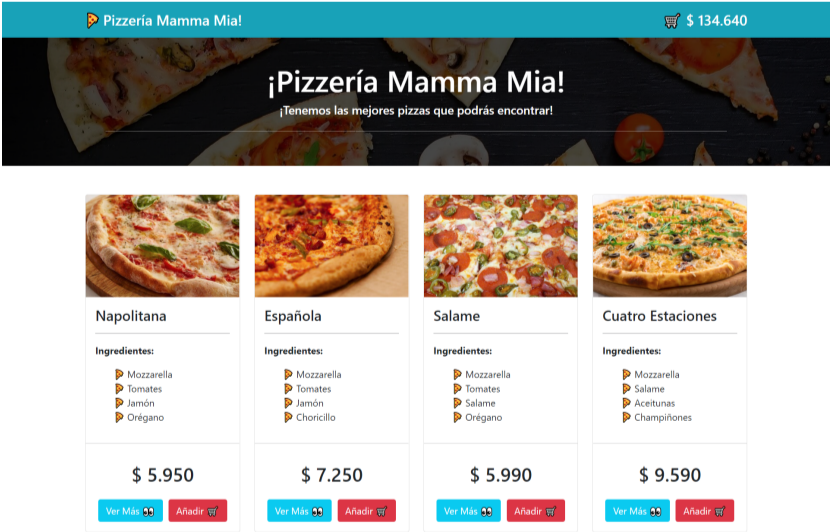 🍕 Pizzería Mamma Mia!
🛒 $ 134.640
¡Pizzería Mamma Mia!
¡Tenemos las mejores pizzas que podrás encontrar!
Napolitana
Ingredientes:
🍕 Mozzarella
🍕 Tomates
🍕 Jamón
🍕 Orégano
$ 5.950
Ver Más 👀
Añadir 🛒
Española
Ingredientes:
🍕 Mozzarella
🍕 Tomates
🍕 Jamón
🍕 Choricillo
$ 7.250
Ver Más 👀
Añadir 🛒
Salame
Ingredientes:
🍕 Mozzarella
🍕 Tomates
🍕 Salame
🍕 Orégano
$ 5.990
Ver Más 👀
Añadir 🛒
Cuatro Estaciones
Ingredientes:
🍕 Mozzarella
🍕 Salame
🍕 Aceitunas
🍕 Champiñones
$ 9.590
Ver Más 👀
Añadir 🛒